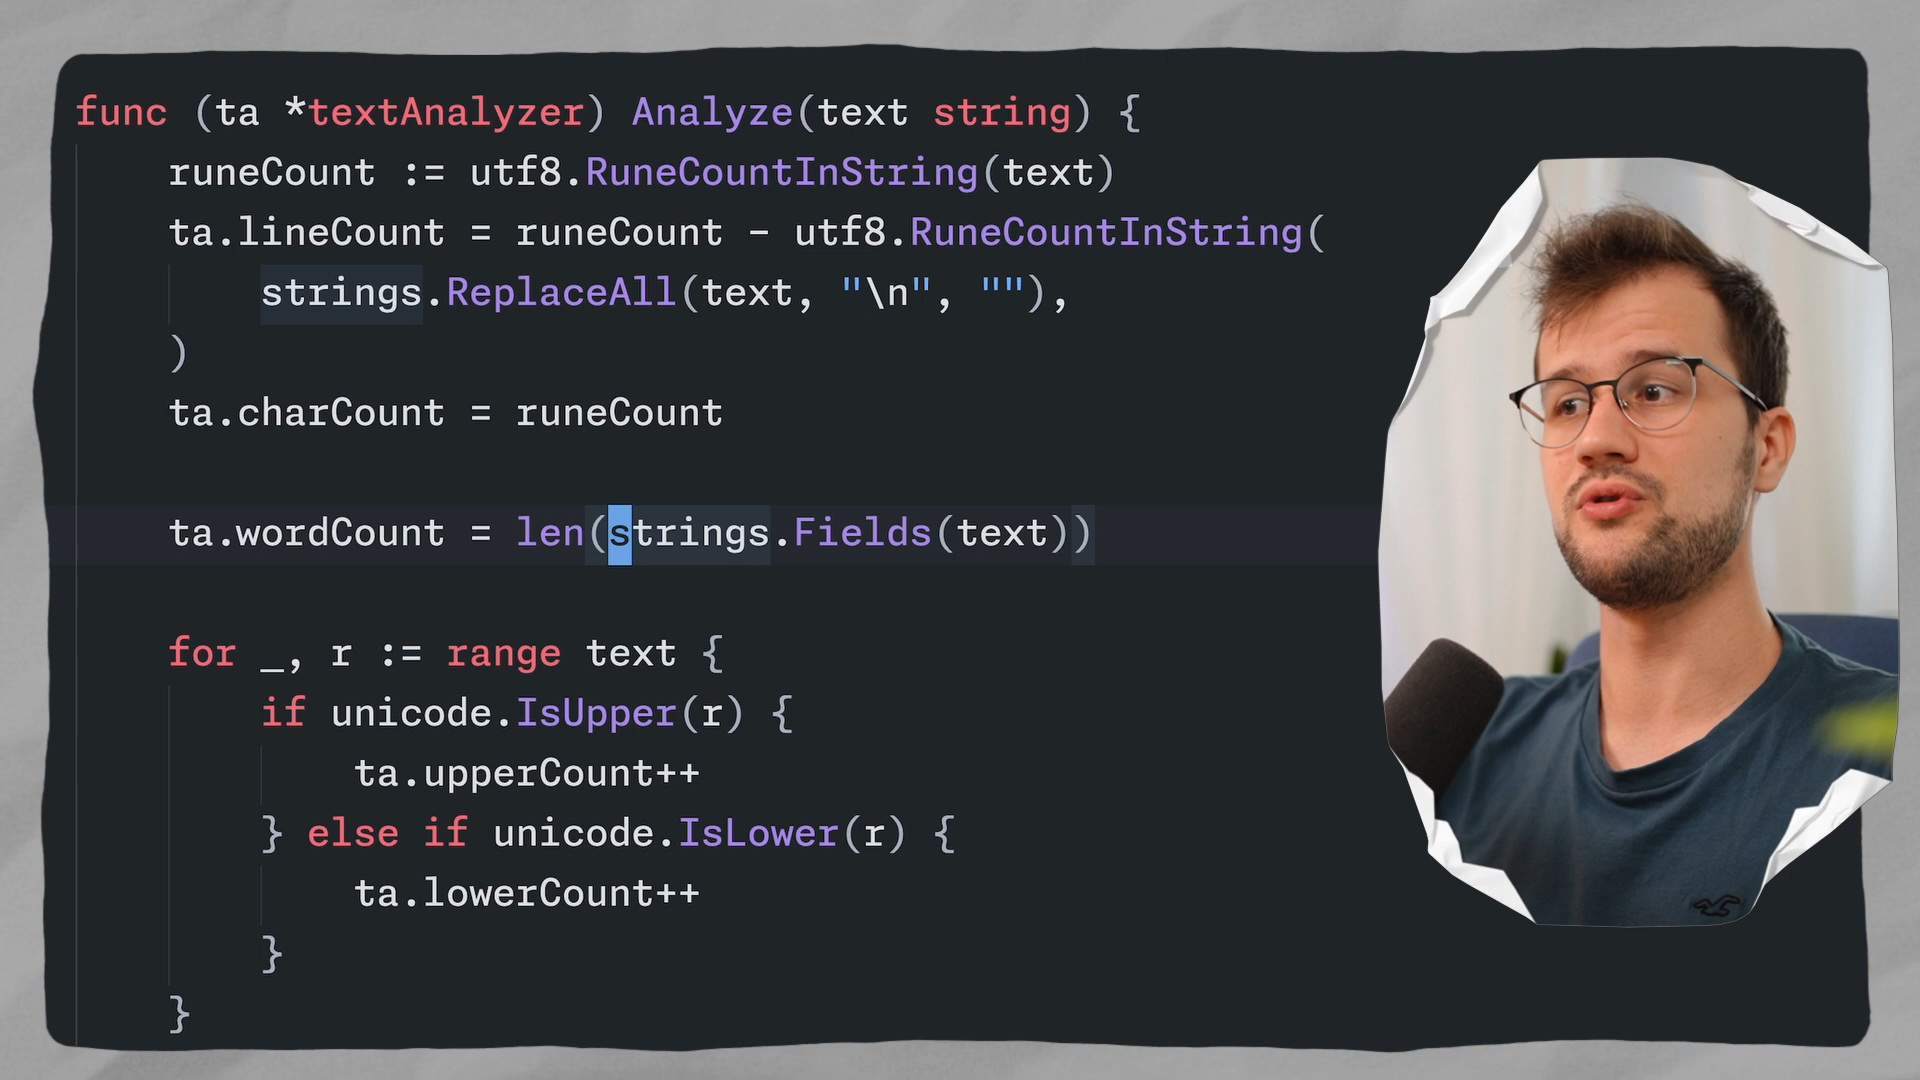 func (ta *textAnalyzer) Analyze(text string) {
runeCount := utf8.RuneCountInString(text)
ta.lineCount = runeCount - utf8.RuneCountInString(
strings.ReplaceAll(text, "\n", ""),
)
ta.charCount = runeCount
ta.wordCount = len(strings.Fields(text))
for _, r := range text {
if unicode.IsUpper(r) {
ta.upperCount++
} else if unicode.IsLower(r) {
ta.lowerCount++
}
}